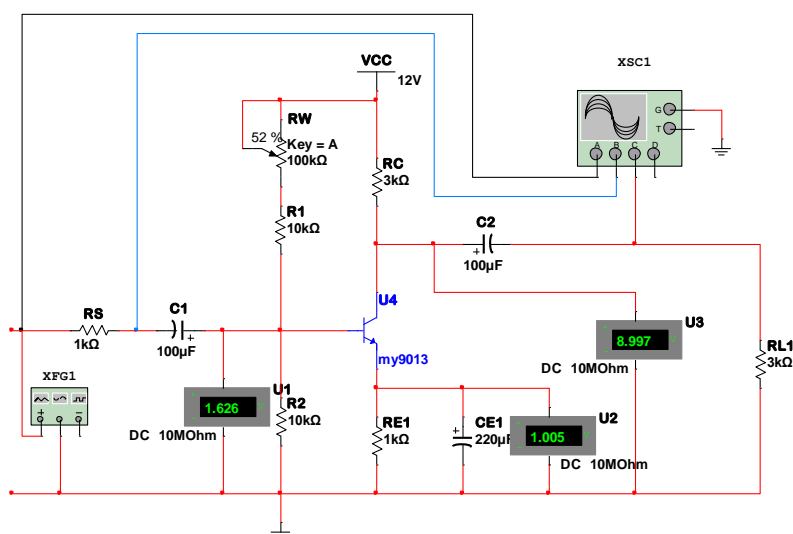 XSC1
VCC
12V
G
T
A B C D
52 %
RW
Key = A
100kΩ
RC
3kΩ
R1
10kΩ
C2
+
100µF
U4
my9013
RS
1kΩ
C1
+
100µF
U3
8.997
DC 10MOhm
RL1
3kΩ
XFG1
+ −
U1
1.626
DC 10MOhm
R2
10kΩ
RE1
1kΩ
+
CE1
220µF
U2
1.005
DC 10MOhm